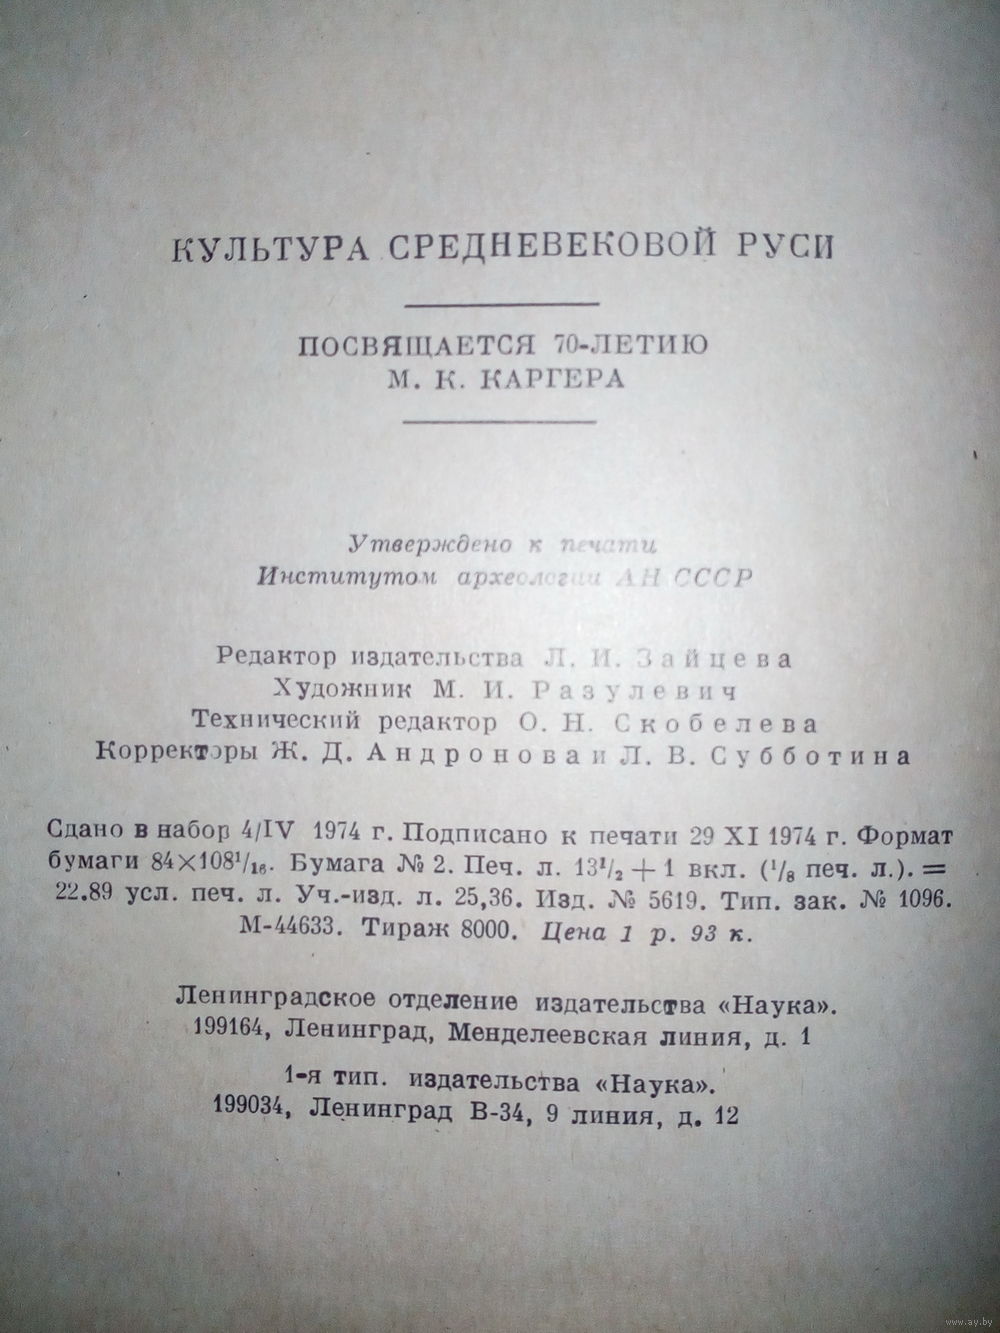 КУЛЬТУРА СРЕДНЕВЕКОВОЙ РУСИ
ПОСВЯЩАЕТСЯ 70-ЛЕТИЮ
М. К. КАРГЕРА
Утверждено к печати
Институтом археологии АН СССР
Редактор издательства Л. И. Зайцева
Художник М. И. Разулевич
Технический редактор О. Н. Скобелева
Корректоры Ж. Д. Андронова и Л. В. Субботина
Сдано в набор 4/IV 1974 г. Подписано к печати 29 XI 1974 г. Формат
бумаги 84×108¹/₁₆. Бумага № 2. Печ. л. 13¹/₂ + 1 вкл. (¹/₈ печ. л.). =
22.89 усл. печ. л. Уч.-изд. л. 25,36. Изд. № 5619. Тип. зак. № 1096.
М-44633. Тираж 8000. Цена 1 р. 93 к.
Ленинградское отделение издательства «Наука».
199164, Ленинград, Менделеевская линия, д. 1
1-я тип. издательства «Наука».
199034, Ленинград В-34, 9 линия, д. 12
www.ay.by